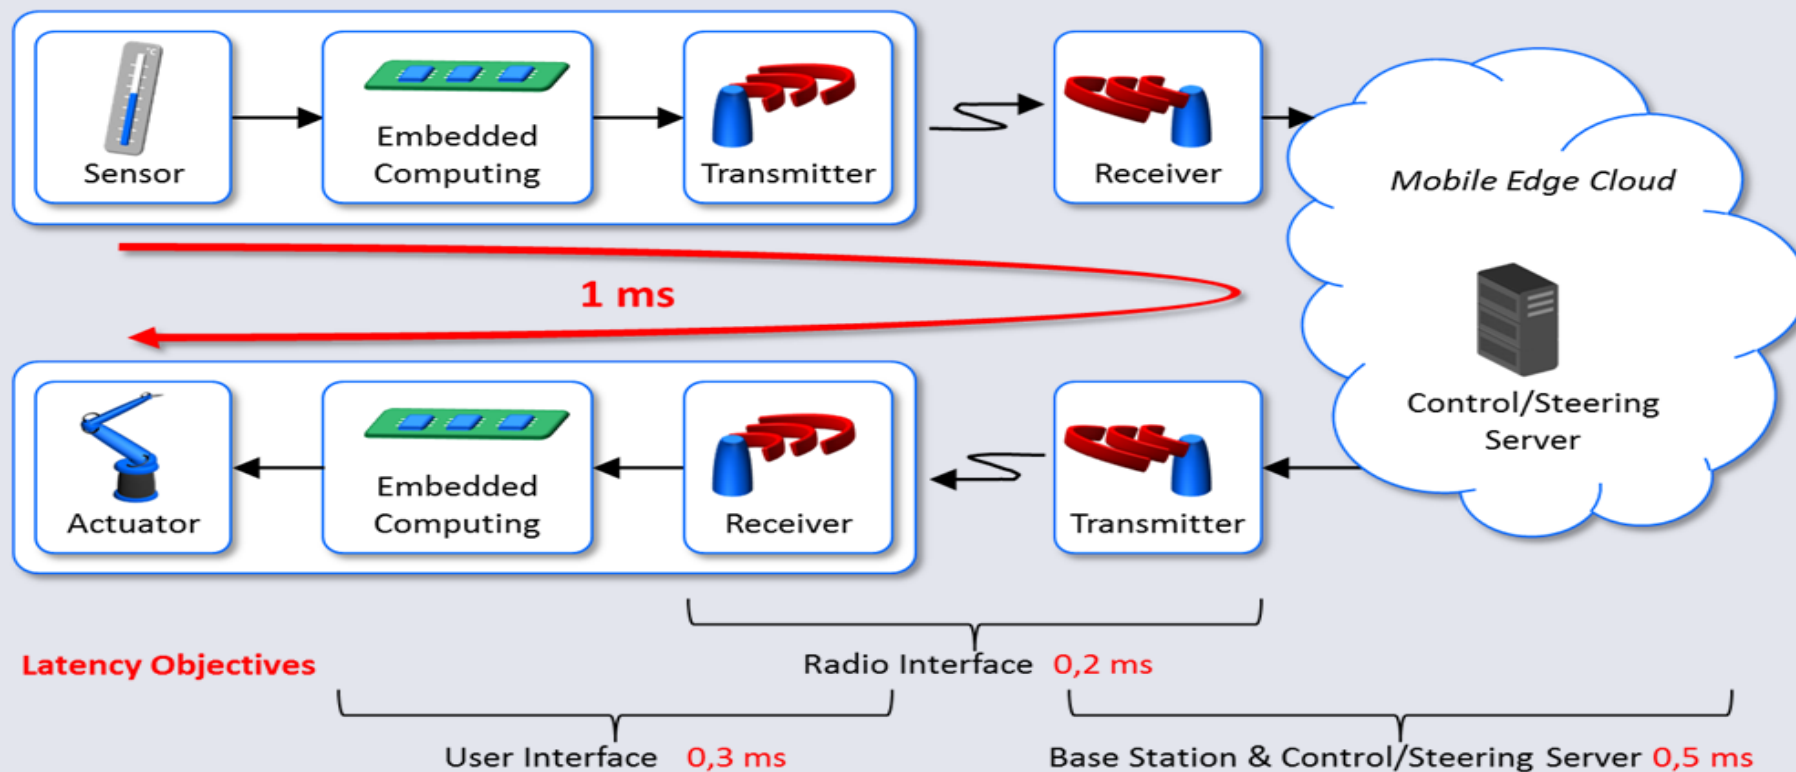 °C
Sensor
Embedded
Computing
Transmitter
Receiver
Mobile Edge Cloud
1 ms
Control/Steering
Server
Actuator
Embedded
Computing
Receiver
Transmitter
Latency Objectives
Radio Interface 0,2 ms
User Interface 0,3 ms
Base Station & Control/Steering Server 0,5 ms